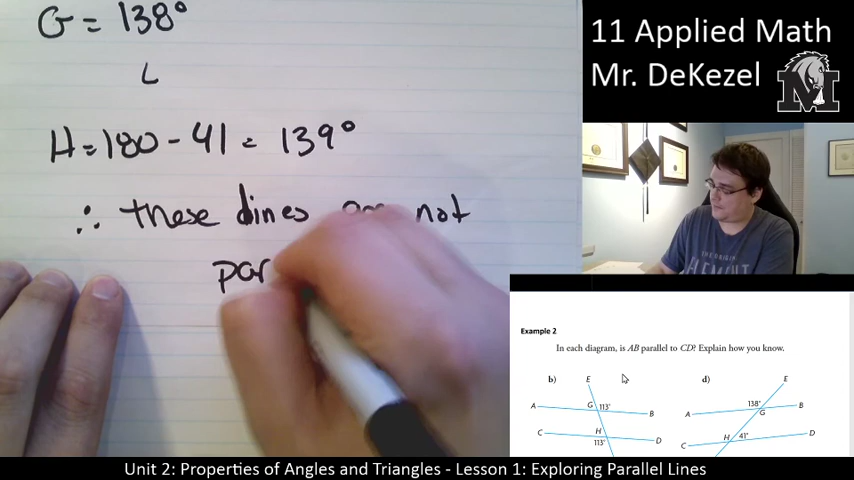 G = 138°
L
H = 180 - 41 = 139°
∴ these lines not
par
11 Applied Math
Mr. DeKezel
M
THE ORIGIN
Example 2
In each diagram, is AB parallel to CD? Explain how you know.
b) E d) E
A G 113° B A 138° G B
C H D C H 41° D
113°
Unit 2: Properties of Angles and Triangles - Lesson 1: Exploring Parallel Lines